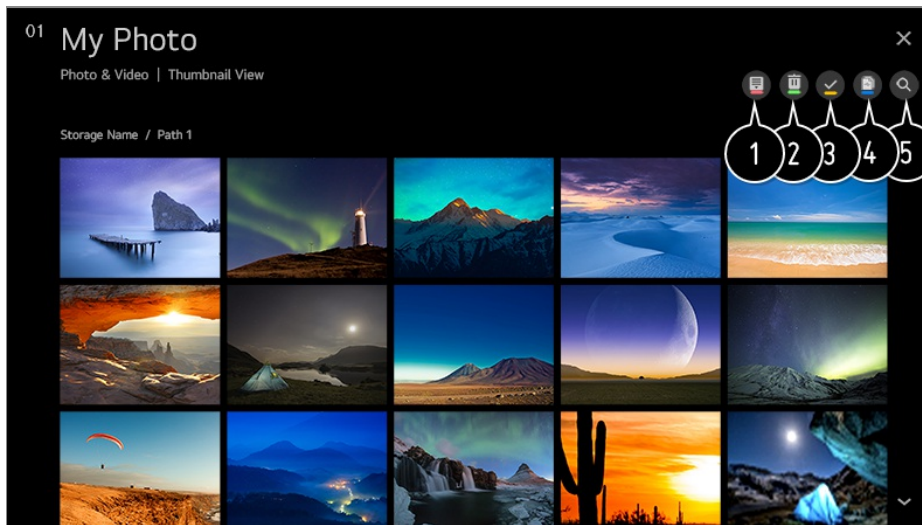 01
My Photo
Photo & Video | Thumbnail View
Storage Name / Path 1
1 2 3 4 5